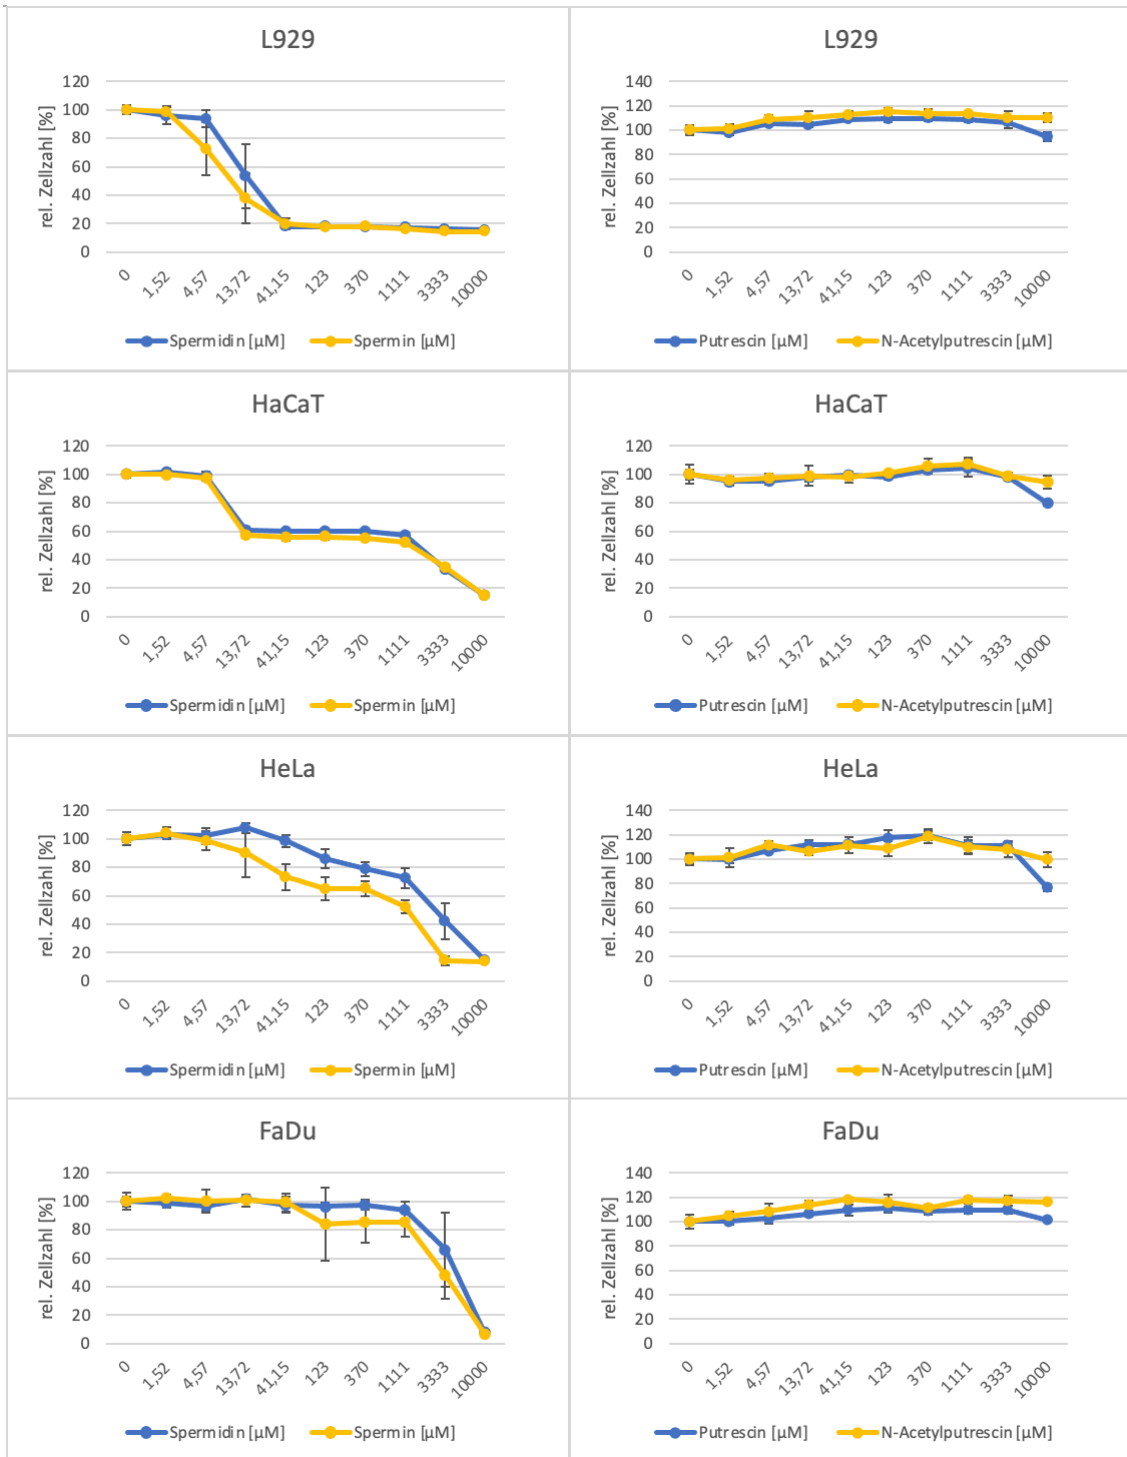 L929
rel. Zellzahl [%]
120
100
80
60
40
20
0
0 1,52 4,57 13,72 41,15 123 370 1111 3333 10000
Spermidin [µM] Spermin [µM]
L929
rel. Zellzahl [%]
140
120
100
80
60
40
20
0
0 1,52 4,57 13,72 41,15 123 370 1111 3333 10000
Putrescin [µM] N-Acetylputrescin [µM]
HaCaT
rel. Zellzahl [%]
120
100
80
60
40
20
0
0 1,52 4,57 13,72 41,15 123 370 1111 3333 10000
Spermidin [µM] Spermin [µM]
HaCaT
rel. Zellzahl [%]
120
100
80
60
40
20
0
0 1,52 4,57 13,72 41,15 123 370 1111 3333 10000
Putrescin [µM] N-Acetylputrescin [µM]
HeLa
rel. Zellzahl [%]
120
100
80
60
40
20
0
0 1,52 4,57 13,72 41,15 123 370 1111 3333 10000
Spermidin [µM] Spermin [µM]
HeLa
rel. Zellzahl [%]
140
120
100
80
60
40
20
0
0 1,52 4,57 13,72 41,15 123 370 1111 3333 10000
Putrescin [µM] N-Acetylputrescin [µM]
FaDu
rel. Zellzahl [%]
120
100
80
60
40
20
0
0 1,52 4,57 13,72 41,15 123 370 1111 3333 10000
Spermidin [µM] Spermin [µM]
FaDu
rel. Zellzahl [%]
140
120
100
80
60
40
20
0
0 1,52 4,57 13,72 41,15 123 370 1111 3333 10000
Putrescin [µM] N-Acetylputrescin [µM]